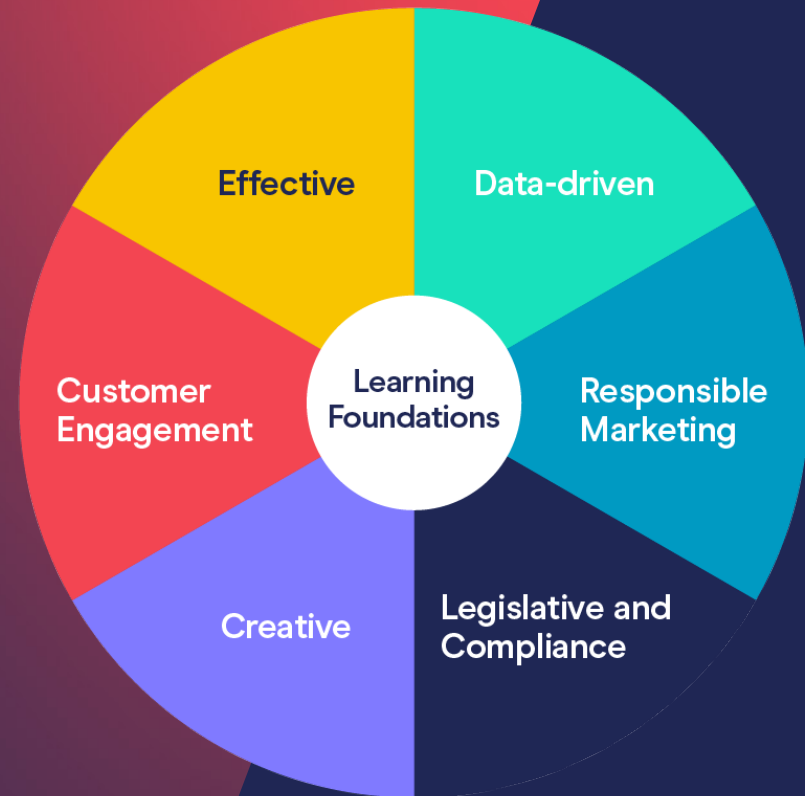 Effective
Data-driven
Customer
Engagement
Learning
Foundations
Responsible
Marketing
Creative
Legislative and
Compliance